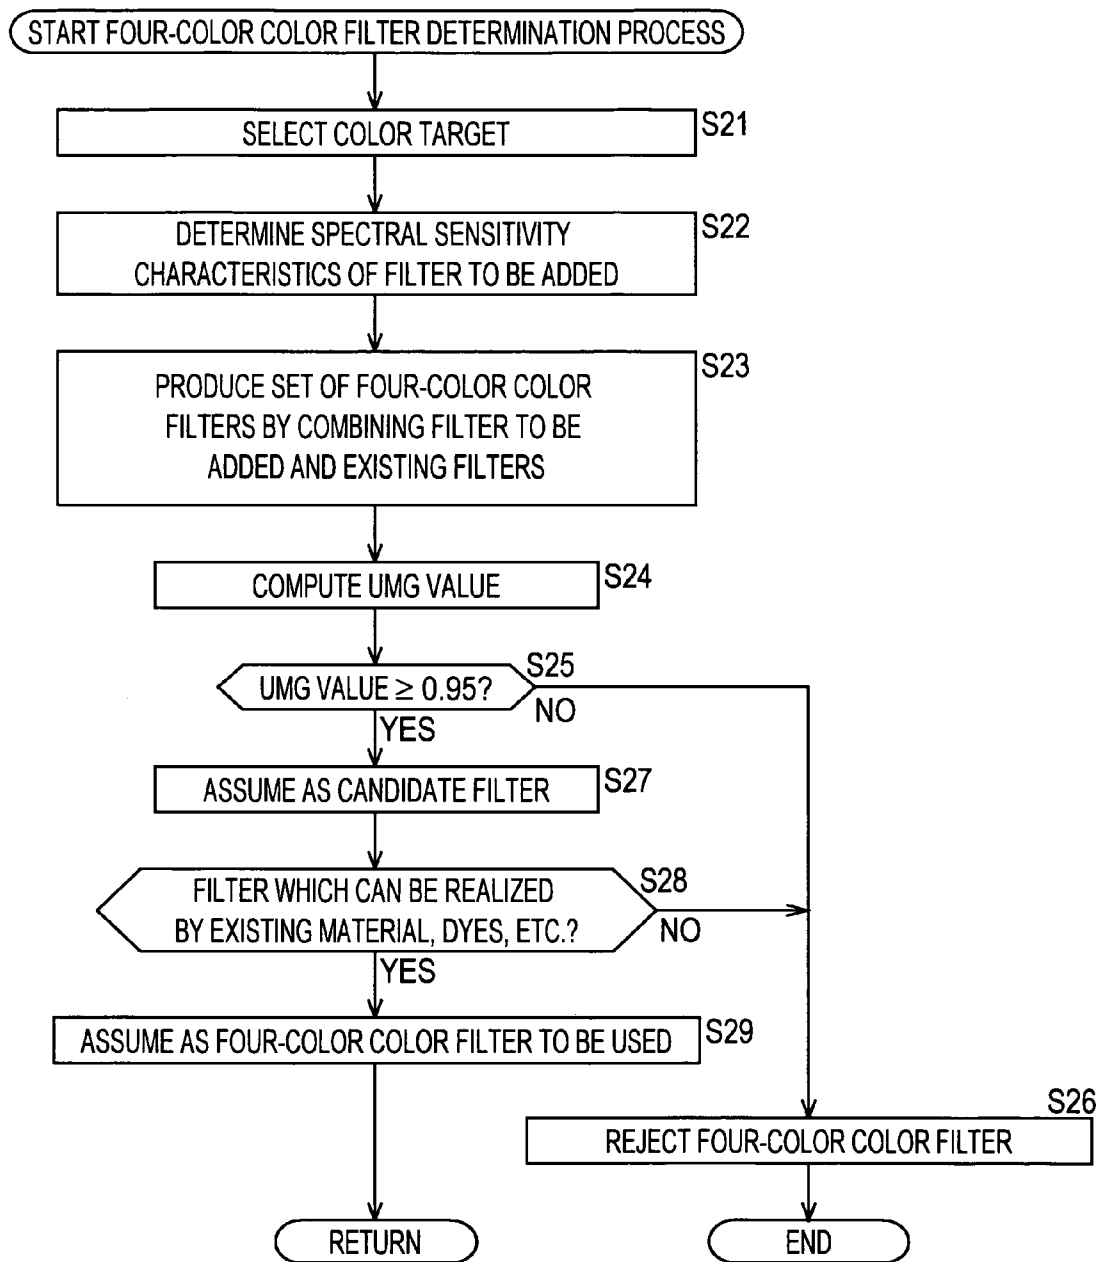 START FOUR-COLOR COLOR FILTER DETERMINATION PROCESS
SELECT COLOR TARGET
S21
DETERMINE SPECTRAL SENSITIVITY
CHARACTERISTICS OF FILTER TO BE ADDED
S22
PRODUCE SET OF FOUR-COLOR COLOR
FILTERS BY COMBINING FILTER TO BE
ADDED AND EXISTING FILTERS
S23
COMPUTE UMG VALUE
S24
UMG VALUE ≥ 0.95?
S25
NO
YES
ASSUME AS CANDIDATE FILTER
S27
FILTER WHICH CAN BE REALIZED
BY EXISTING MATERIAL, DYES, ETC.?
S28
NO
YES
ASSUME AS FOUR-COLOR COLOR FILTER TO BE USED
S29
S26
REJECT FOUR-COLOR COLOR FILTER
RETURN
END